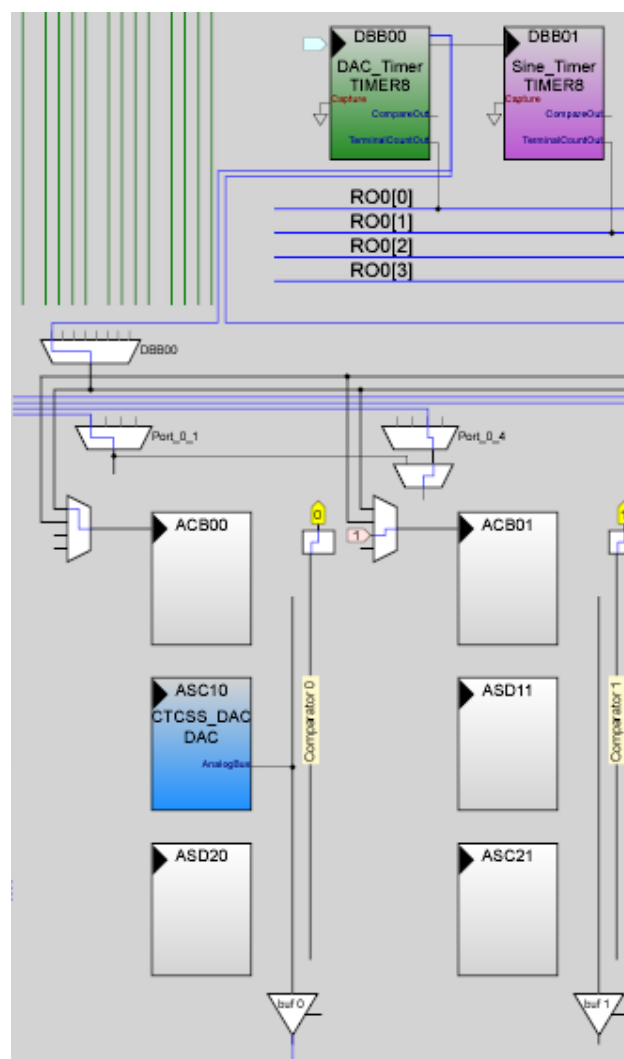 DBB00
DAC_Timer
TIMER8
Capture
CompareOut
TerminalCountOut
DBB01
Sine_Timer
TIMER8
Capture
CompareOut
TerminalCountOut
RO0[0]
RO0[1]
RO0[2]
RO0[3]
DBB00
Port_0_1
Port_0_4
ACB00
0
1
ACB01
1
ASC10
CTCSS_DAC
DAC
AnalogBus
Comparator 0
ASD11
Comparator 1
ASD20
ASC21
buf 0
buf 1